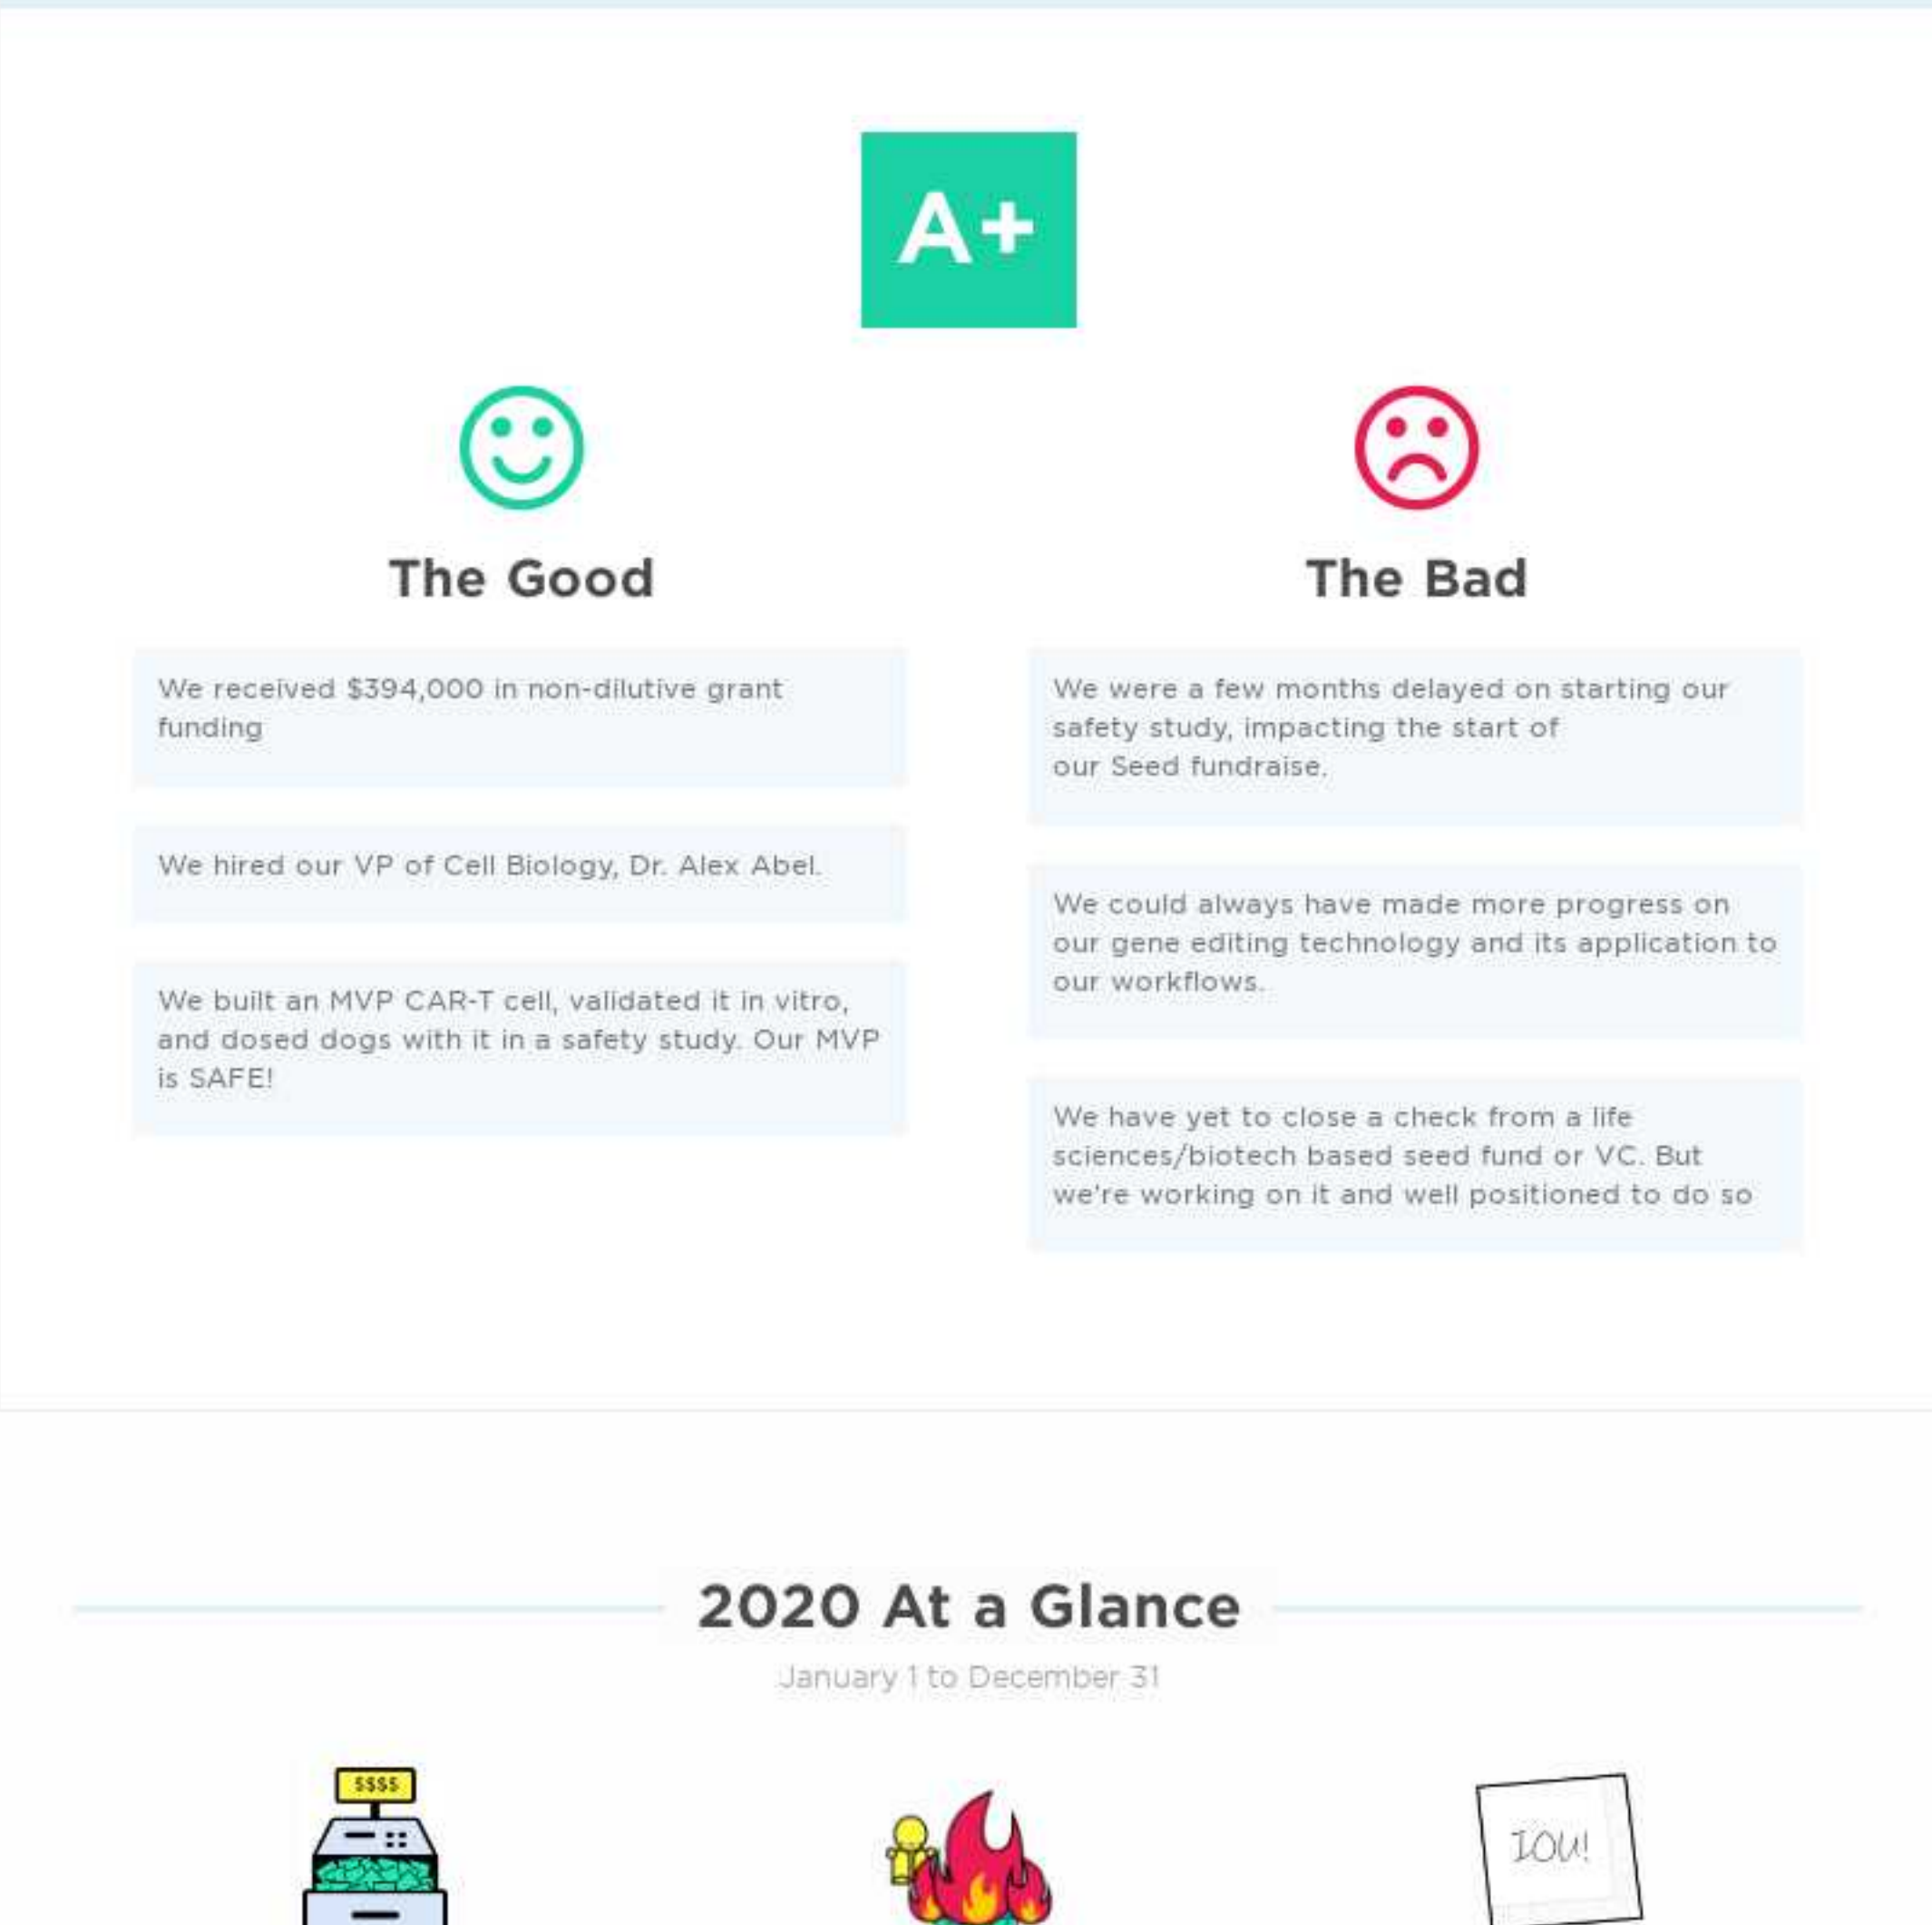 A+
The Good
We received $394,000 in non-dilutive grant
funding
We hired our VP of Cell Biology, Dr. Alex Abel.
We built an MVP CAR-T cell, validated it in vitro,
and dosed dogs with it in a safety study. Our MVP
is SAFE!
The Bad
We were a few months delayed on starting our
safety study, impacting the start of
our Seed fundraise.
We could always have made more progress on
our gene editing technology and its application to
our workflows.
We have yet to close a check from a life
sciences/biotech based seed fund or VC. But
we're working on it and well positioned to do so
2020 At a Glance
January 1 to December 31
$$$$
IOU!